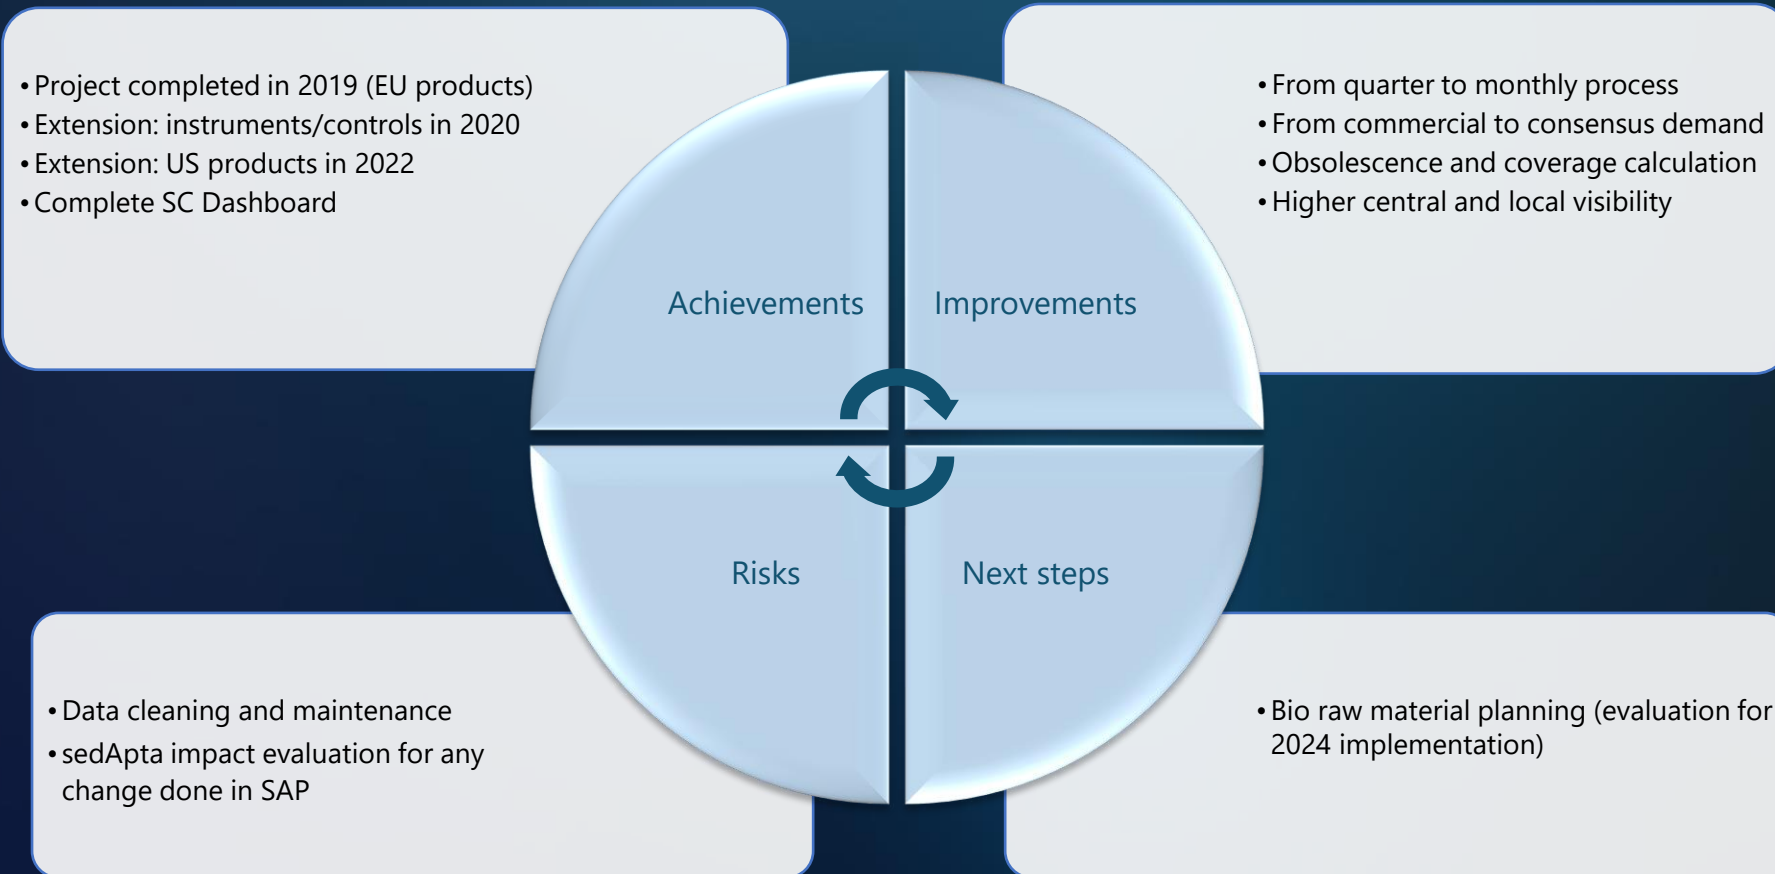 • Project completed in 2019 (EU products)
• Extension: instruments/controls in 2020
• Extension: US products in 2022
• Complete SC Dashboard
• From quarter to monthly process
• From commercial to consensus demand
• Obsolescence and coverage calculation
• Higher central and local visibility
Achievements
Improvements
Risks
Next steps
• Data cleaning and maintenance
• sedApta impact evaluation for any
change done in SAP
• Bio raw material planning (evaluation for
2024 implementation)